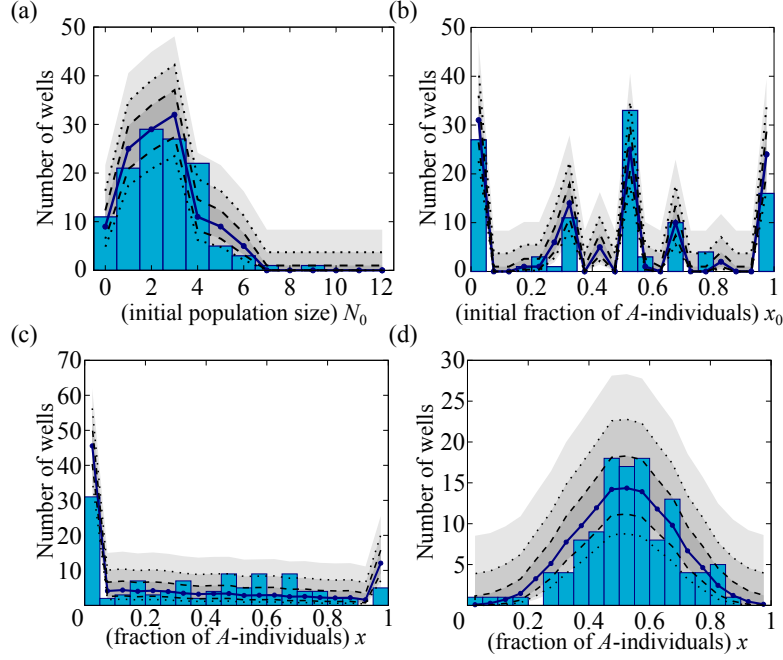 (a)
(b)
50
40
30
20
10
0
Number of wells
0 2 4 6 8 10 12
(initial population size) N0
50
40
30
20
10
0
Number of wells
0 0.2 0.4 0.6 0.8 1
(initial fraction of A-individuals) x0
(c)
(d)
70
60
50
40
30
20
10
0
Number of wells
0 0.2 0.4 0.6 0.8 1
(fraction of A-individuals) x
30
25
20
15
10
5
0
Number of wells
0 0.2 0.4 0.6 0.8 1
(fraction of A-individuals) x